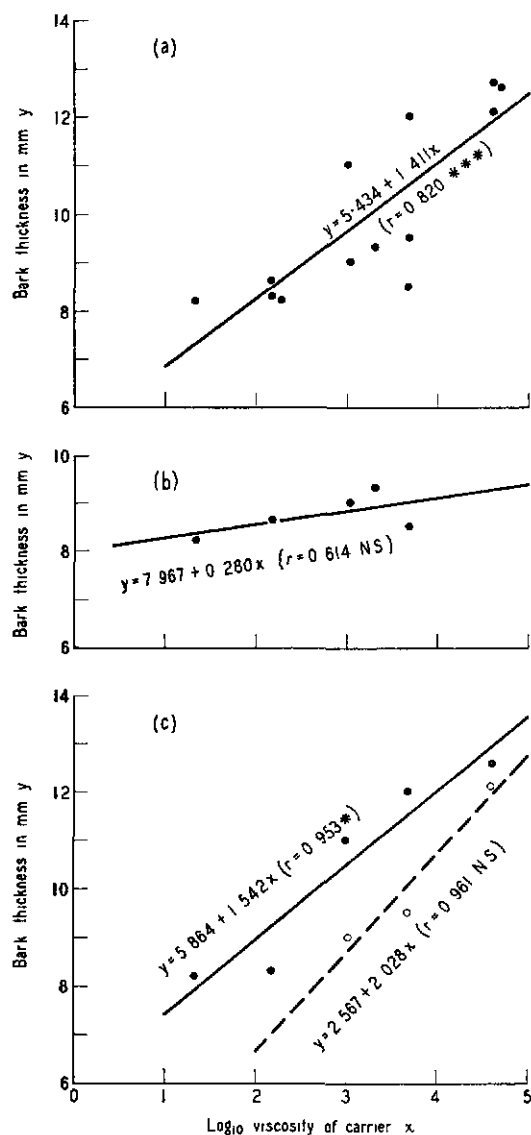 (a)
Bark thickness in mm y
12
10
8
6
y=5·434 + 1 411x
(r=0 820 ***)
(b)
Bark thickness in mm y
10
8
6
y=7 967 + 0 280x (r=0 614 NS)
(c)
Bark thickness in mm y
14
12
10
8
6
y=5 864 + 1 542x (r=0 953*)
y=2 567 + 2 028x (r=0 961 NS)
0 1 2 3 4 5
Log10 viscosity of carrier x